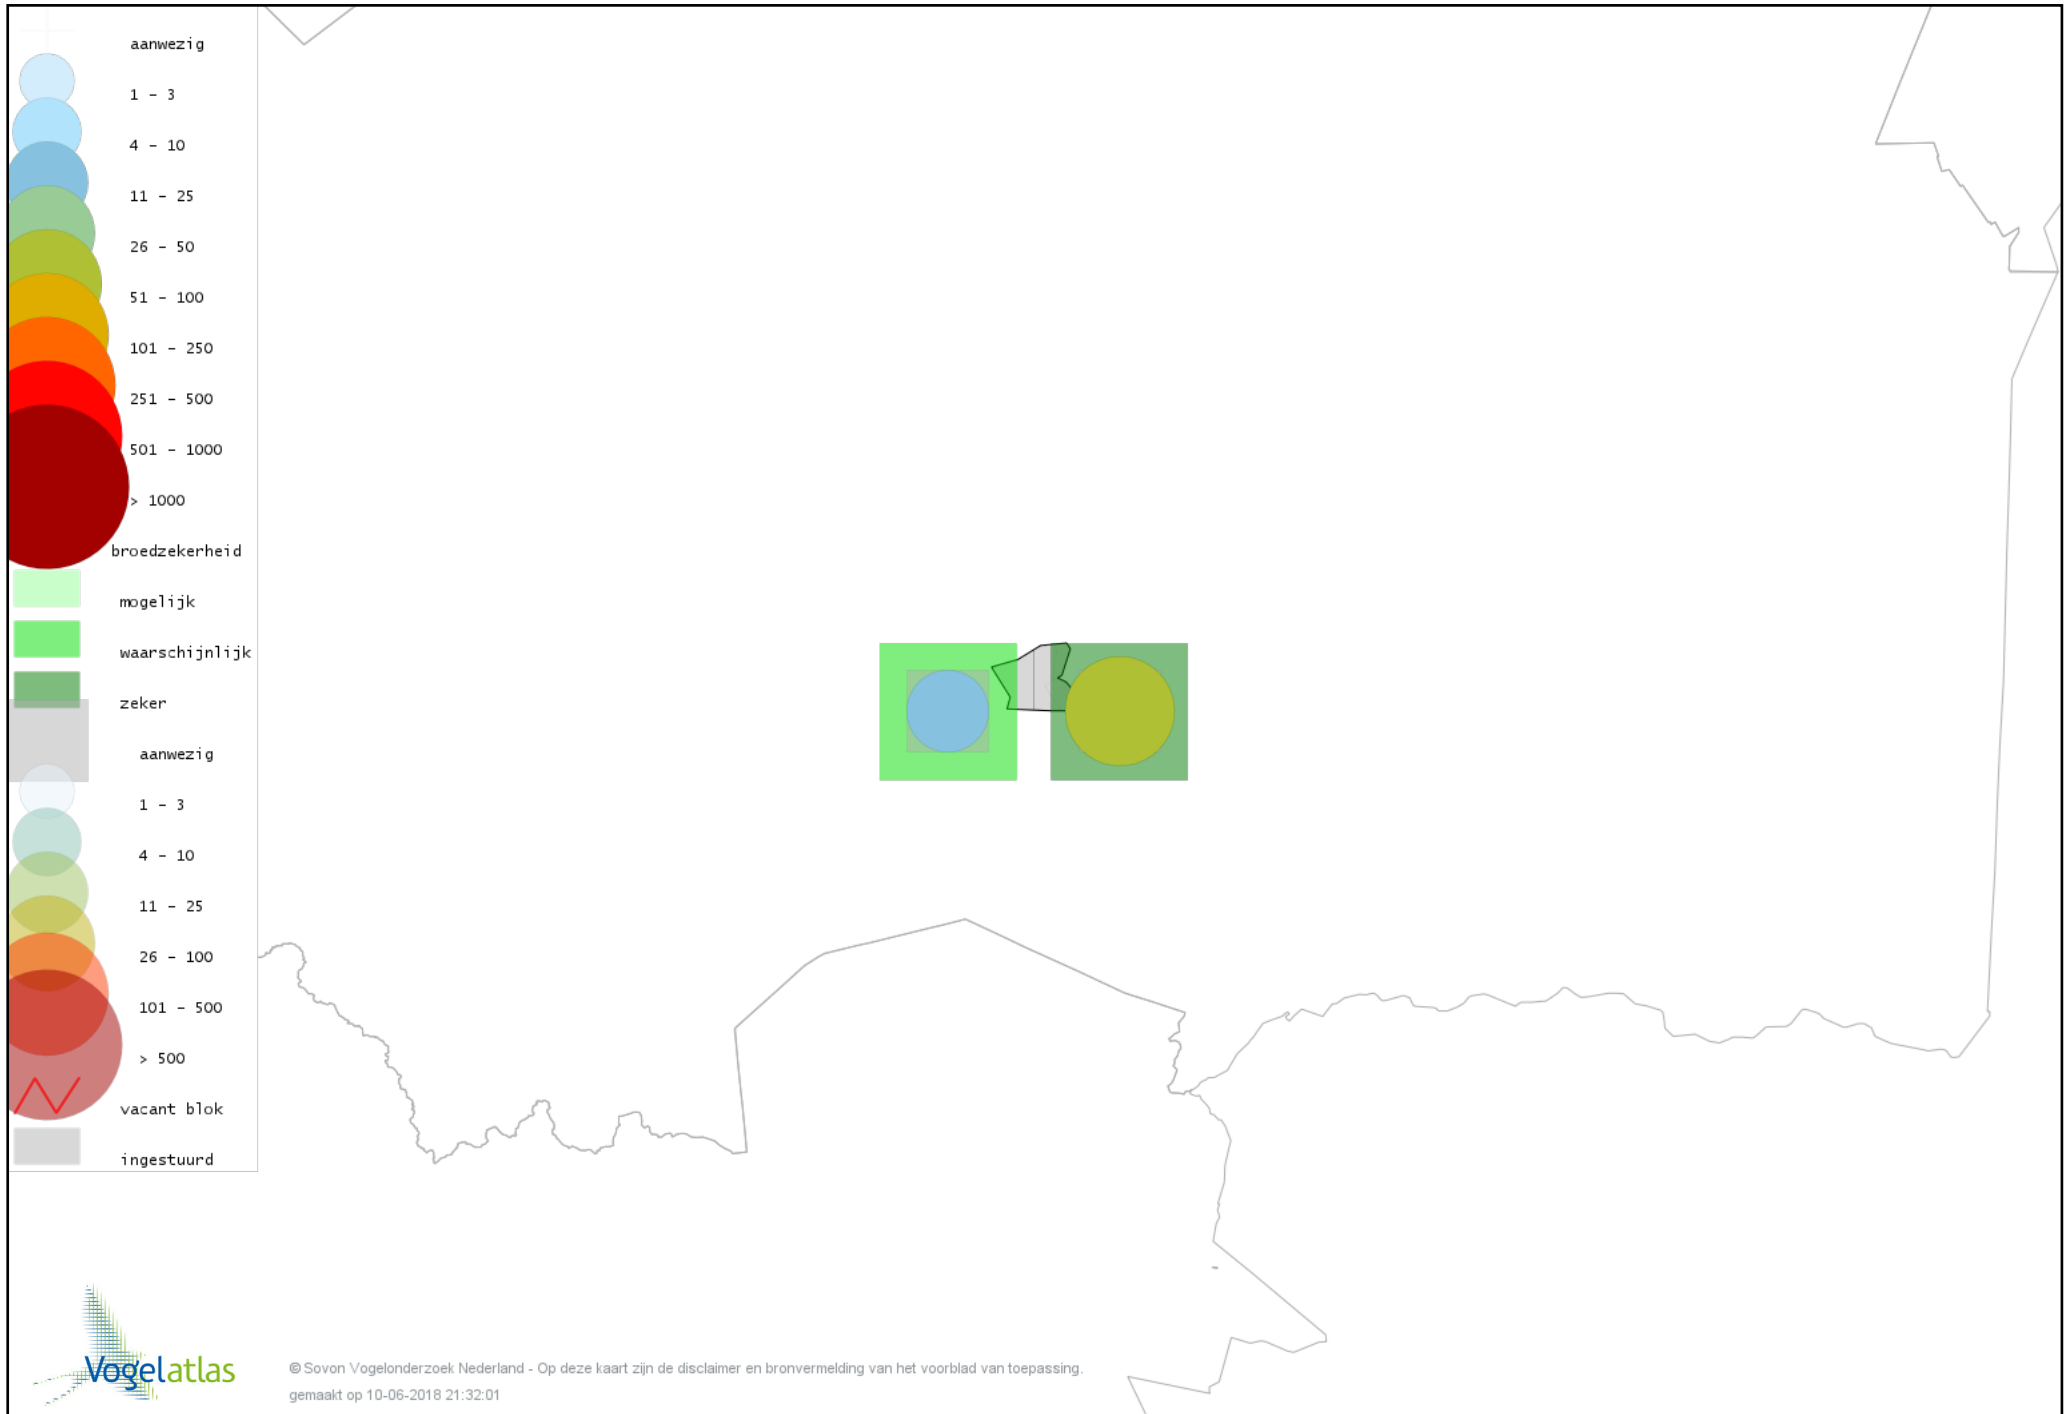 aanwezig
1 - 3
4 - 10
11 - 25
26 - 50
51 - 100
101 - 250
251 - 500
501 - 1000
> 1000
broedzekerheid
mogelijk
waarschijnlijk
zeker
aanwezig
1 - 3
4 - 10
11 - 25
26 - 100
101 - 500
> 500
vacant blok
ingestuurd
Vogelatlas
© Sovon Vogelonderzoek Nederland - Op deze kaart zijn de disclaimer en bronvermelding van het voorblad van toepassing.
gemaakt op 10-06-2018 21:32:01